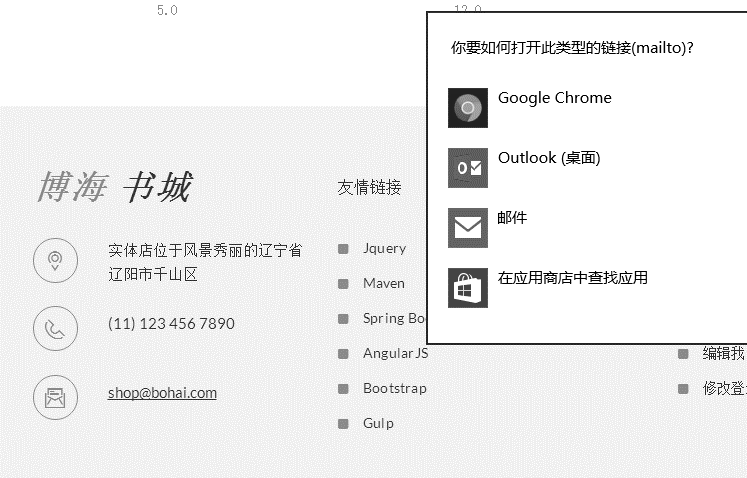 5.0
12.0
你要如何打开此类型的链接(mailto)?
Google Chrome
Outlook (桌面)
邮件
在应用商店中查找应用
博海 书城
实体店位于风景秀丽的辽宁省
辽阳市千山区
(11) 123 456 7890
shop@bohai.com
友情链接
Jquery
Maven
Spring Bo
AngularJS
Bootstrap
Gulp
编辑我
修改登